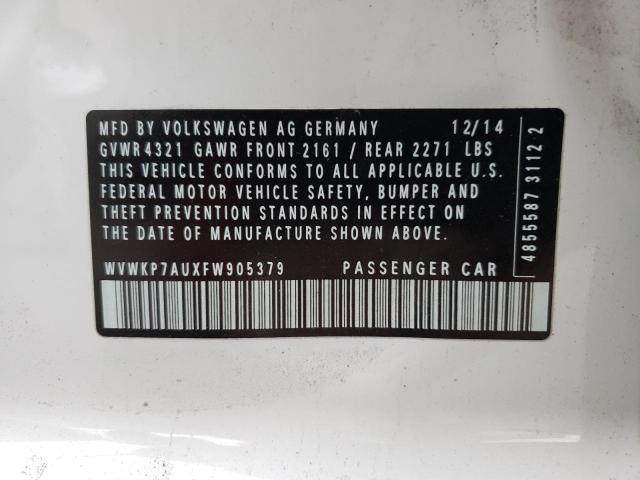 MFD BY VOLKSWAGEN AG GERMANY 12/14
GVWR 4321 GAWR FRONT 2161 / REAR 2271 LBS
THIS VEHICLE CONFORMS TO ALL APPLICABLE U.S.
FEDERAL MOTOR VEHICLE SAFETY, BUMPER AND
THEFT PREVENTION STANDARDS IN EFFECT ON
THE DATE OF MANUFACTURE SHOWN ABOVE.
WVWKP7AUXFW905379 PASSENGER CAR
4855587 3112 2